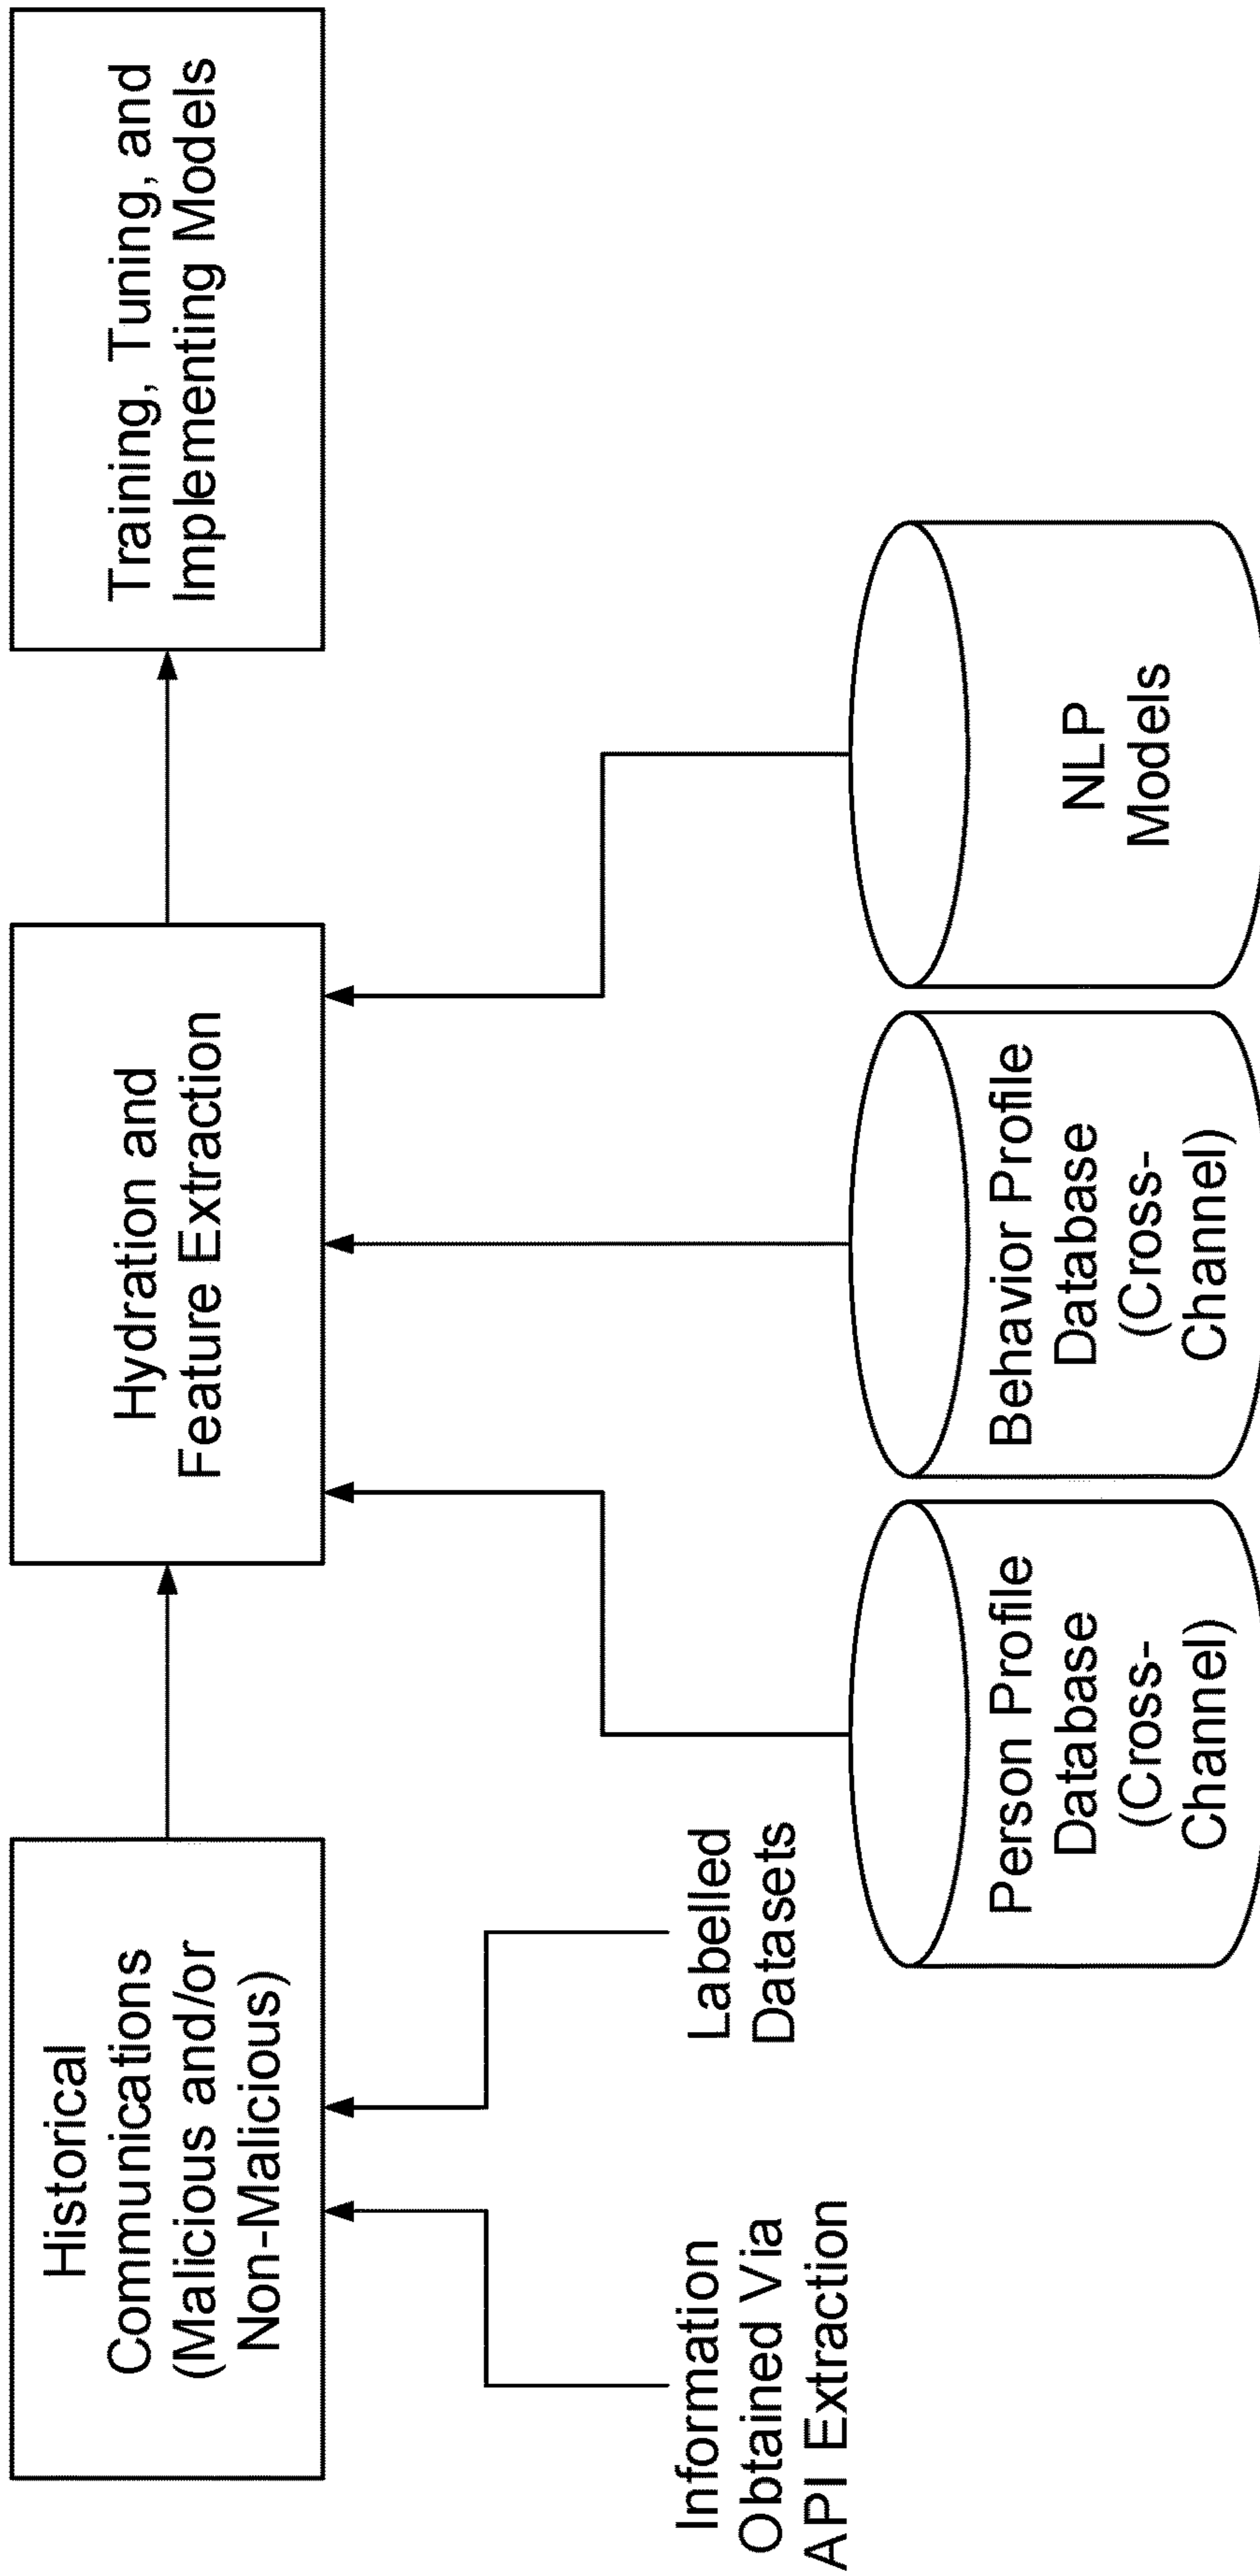 Historical
Communications
(Malicious and/or
Non-Malicious)
Hydration and
Feature Extraction
Training, Tuning, and
Implementing Models
Information
Obtained Via
API Extraction
Labelled
Datasets
Person Profile
Database
(Cross-
Channel)
Behavior Profile
Database
(Cross-
Channel)
NLP
Models